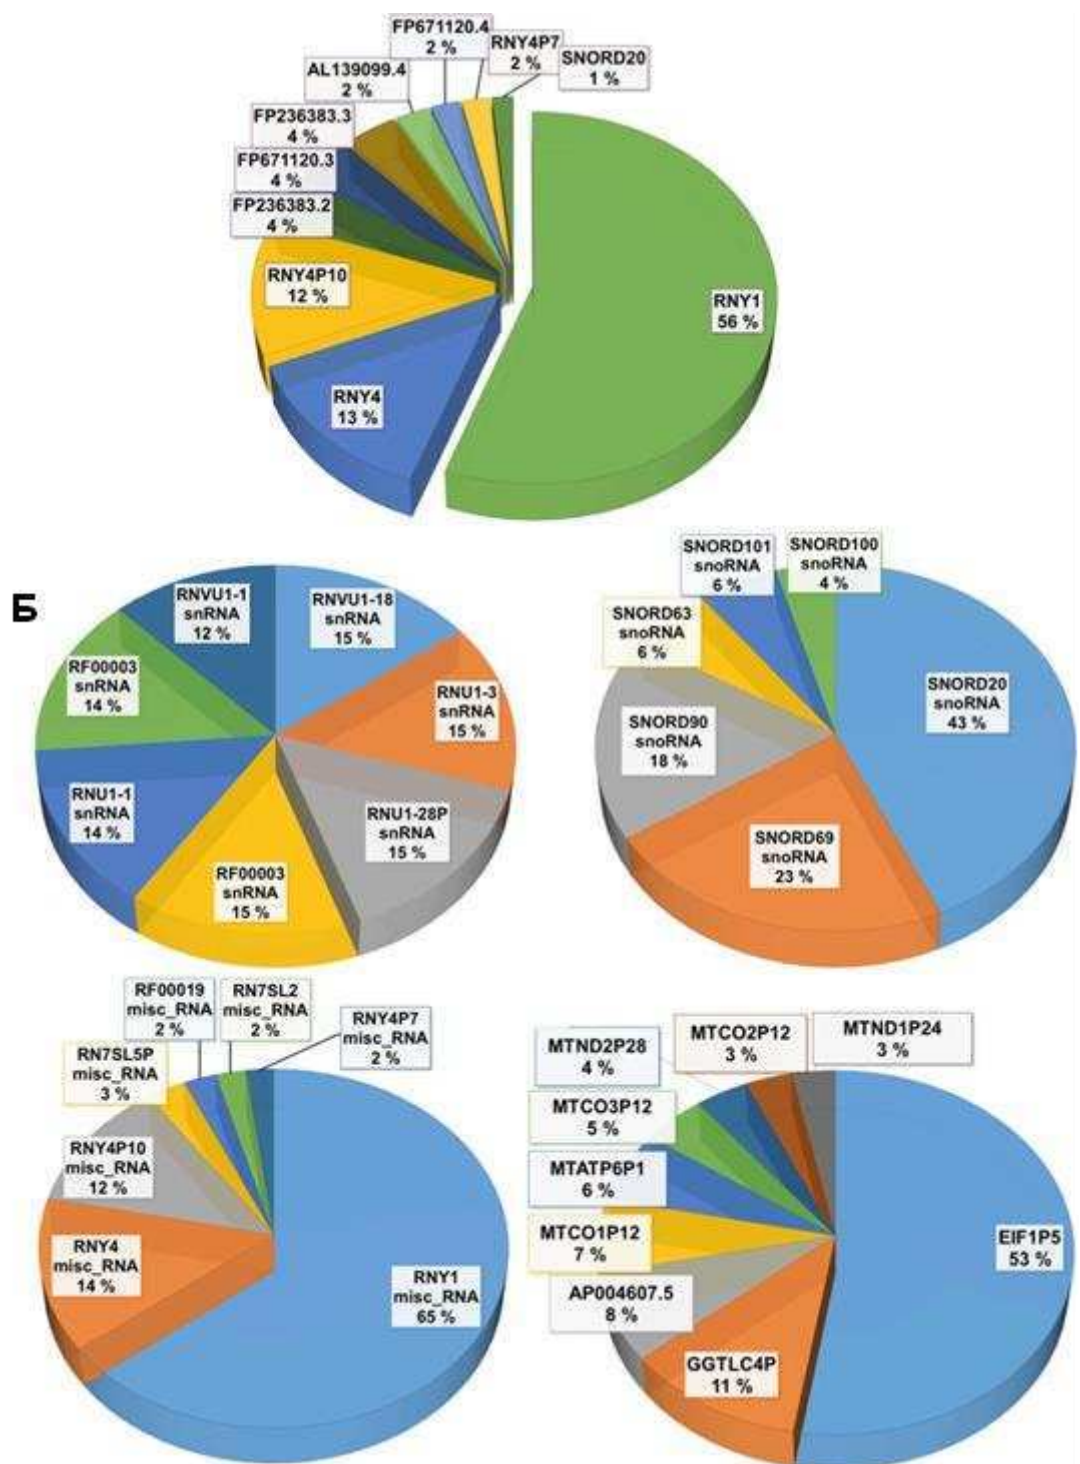 FP671120.4
2 %
RNY4P7
2 %
SNORD20
1 %
AL139099.4
2 %
FP236383.3
4 %
FP671120.3
4 %
FP236383.2
4 %
RNY4P10
12 %
RNY1
56 %
RNY4
13 %
Б
RNVU1-1
snRNA
12 %
RNVU1-18
snRNA
15 %
RF00003
snRNA
14 %
RNU1-3
snRNA
15 %
RNU1-1
snRNA
14 %
RNU1-28P
snRNA
15 %
RF00003
snRNA
15 %
SNORD101
snoRNA
6 %
SNORD100
snoRNA
4 %
SNORD63
snoRNA
6 %
SNORD20
snoRNA
43 %
SNORD90
snoRNA
18 %
SNORD69
snoRNA
23 %
RF00019
misc_RNA
2 %
RN7SL2
misc_RNA
2 %
RNY4P7
misc_RNA
2 %
RN7SL5P
misc_RNA
3 %
RNY4P10
misc_RNA
12 %
RNY4
misc_RNA
14 %
RNY1
misc_RNA
65 %
MTCO2P12
3 %
MTND1P24
3 %
MTND2P28
4 %
MTCO3P12
5 %
MTATP6P1
6 %
MTCO1P12
7 %
EIF1P5
53 %
AP004607.5
8 %
GGTLC4P
11 %